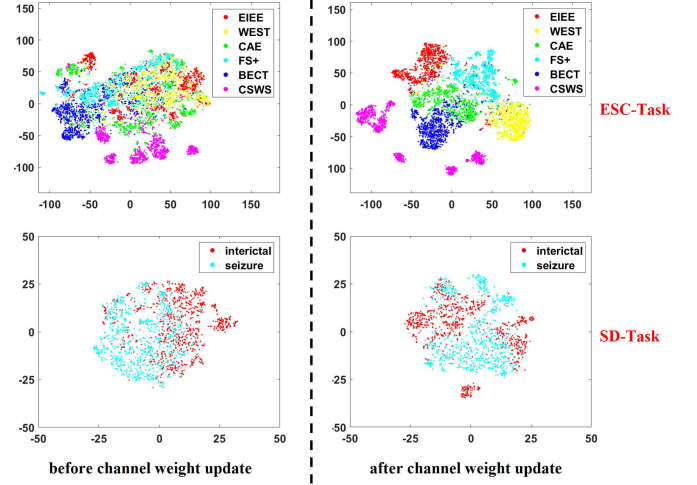 150
100
50
0
-50
100
-100
-50
0
50
100
150
EIEE
WEST
CAE
FS+
BECT
CSWS
150
100
50
0
-50
100
-100
-50
0
50
100
150
EIEE
WEST
CAE
FS+
BECT
CSWS
ESC-Task
50
25
0
-25
-50
-50
-25
0
25
50
interictal
seizure
50
25
0
-25
-50
-50
-25
0
25
50
interictal
seizure
SD-Task
before channel weight update
after channel weight update